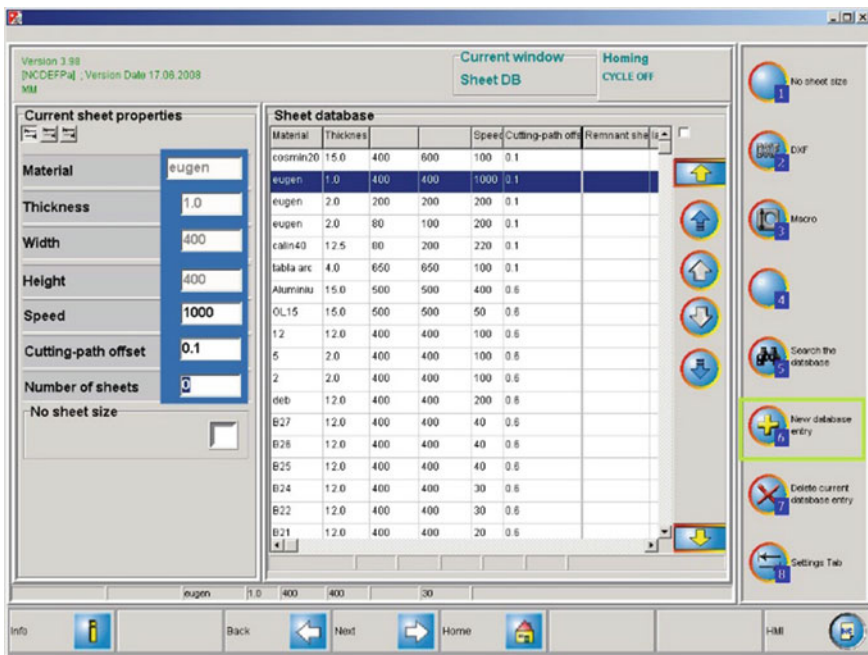 Version 3.98
[NCDEFPa] ; Version Date 17.06.2008
MM
Current window
Sheet DB
Homing
CYCLE OFF
Current sheet properties
Material eugen
Thickness 1.0
Width 400
Height 400
Speed 1000
Cutting-path offset 0.1
Number of sheets 0
No sheet size
Sheet database
Material Thicknes Speed Cutting-path offs Remnant she
cosmin20 15.0 400 600 100 0.1
eugen 1.0 400 400 1000 0.1
eugen 2.0 200 200 200 0.1
eugen 2.0 80 100 200 0.1
calin40 12.5 80 200 220 0.1
tabla arc 4.0 650 650 100 0.1
Aluminiu 15.0 500 500 400 0.6
OL15 15.0 500 500 50 0.6
12 12.0 400 400 100 0.6
5 2.0 400 400 100 0.6
2 2.0 400 400 100 0.6
deb 12.0 400 400 200 0.6
B27 12.0 400 400 40 0.6
B26 12.0 400 400 40 0.6
B25 12.0 400 400 40 0.6
B24 12.0 400 400 30 0.6
B22 12.0 400 400 30 0.6
B21 12.0 400 400 20 0.6
eugen 1.0 400 400 30
1 No sheet size
2 DXF
3 Macro
4
5 Search the
database
6 New database
entry
7 Delete current
database entry
8 Settings Tab
Info Back Next Home HMI